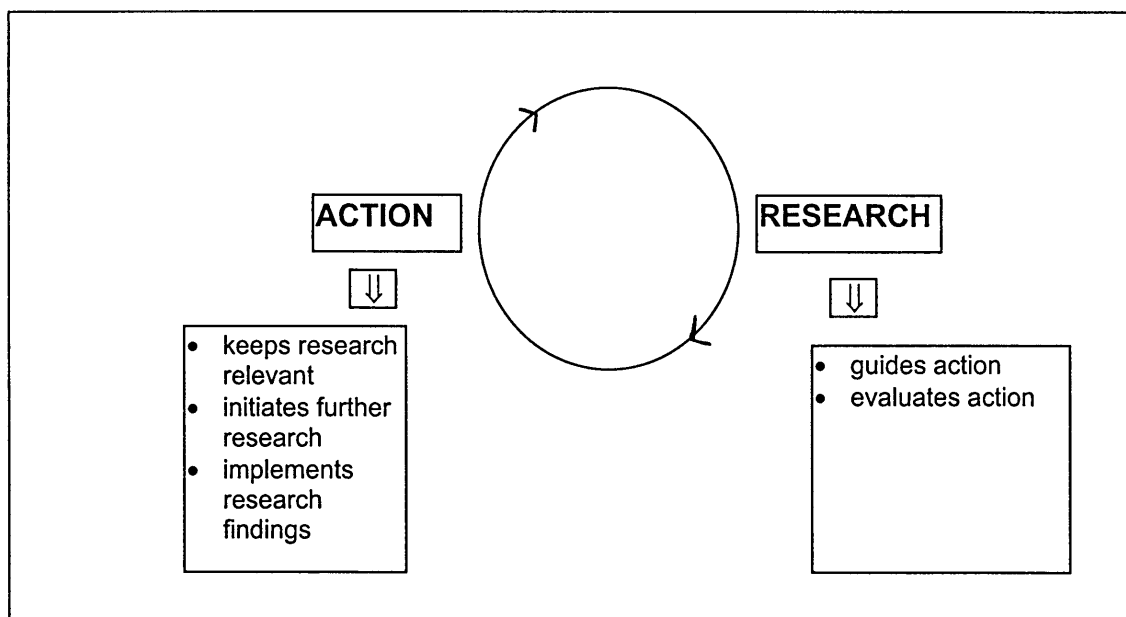 ACTION
RESEARCH
⇓
⇓
• keeps research
relevant
• initiates further
research
• implements
research
findings
• guides action
• evaluates action